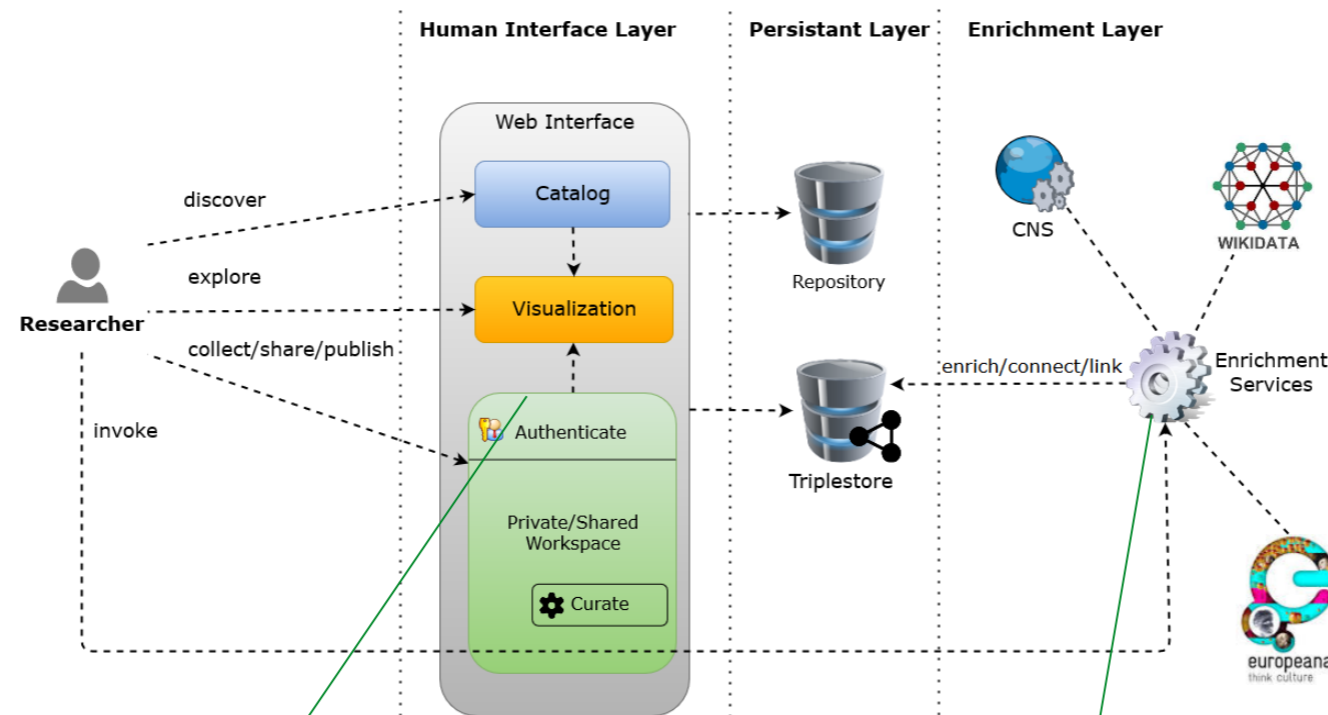 Human Interface Layer
Persistant Layer
Enrichment Layer
Web Interface
Catalog
discover
CNS
WIKIDATA
explore
Repository
Visualization
Researcher
collect/share/publish
enrich/connect/link
Enrichment
Services
invoke
Authenticate
Triplestore
Private/Shared
Workspace
Curate
europeana
think culture